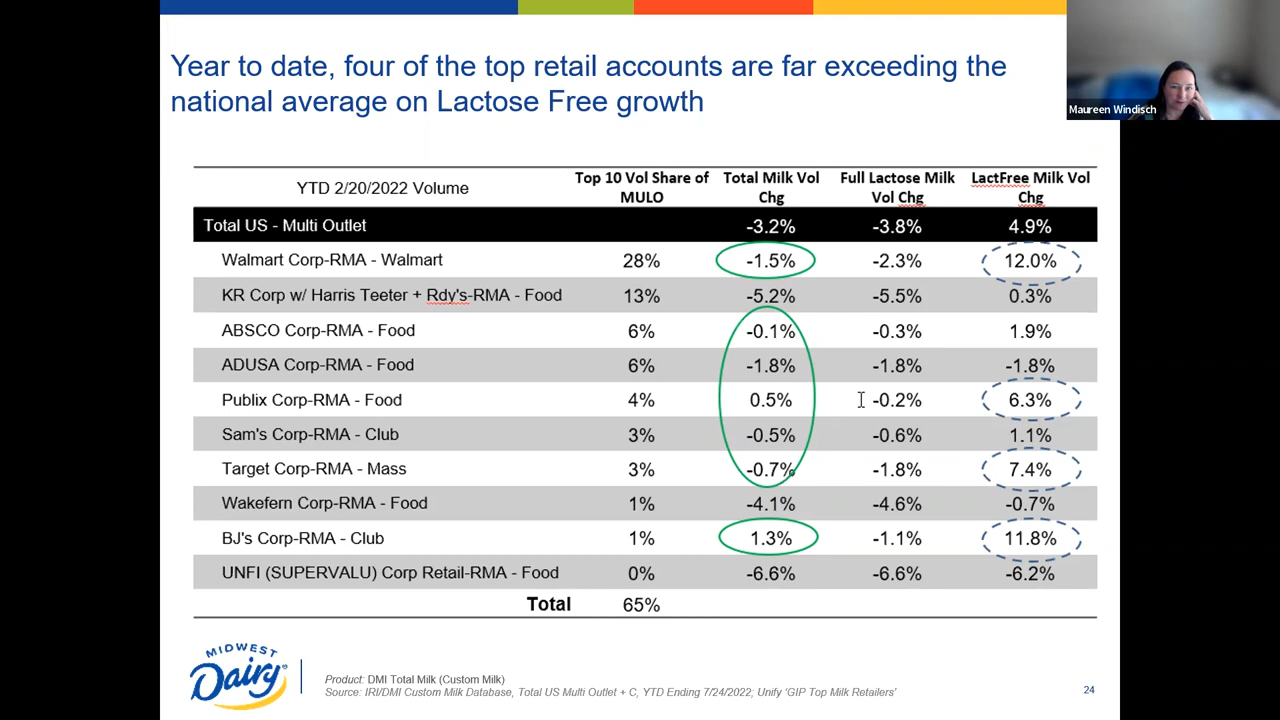 Year to date, four of the top retail accounts are far exceeding the
national average on Lactose Free growth
Maureen Windisch
YTD 2/20/2022 Volume Top 10 Vol Share of MULO Total Milk Vol Chg Full Lactose Milk Vol Chg LactFree Milk Vol Chg
Total US - Multi Outlet -3.2% -3.8% 4.9%
Walmart Corp-RMA - Walmart 28% -1.5% -2.3% 12.0%
KR Corp w/ Harris Teeter + Rdy's-RMA - Food 13% -5.2% -5.5% 0.3%
ABSCO Corp-RMA - Food 6% -0.1% -0.3% 1.9%
ADUSA Corp-RMA - Food 6% -1.8% -1.8% -1.8%
Publix Corp-RMA - Food 4% 0.5% -0.2% 6.3%
Sam's Corp-RMA - Club 3% -0.5% -0.6% 1.1%
Target Corp-RMA - Mass 3% -0.7% -1.8% 7.4%
Wakefern Corp-RMA - Food 1% -4.1% -4.6% -0.7%
BJ's Corp-RMA - Club 1% 1.3% -1.1% 11.8%
UNFI (SUPERVALU) Corp Retail-RMA - Food 0% -6.6% -6.6% -6.2%
Total 65%
MIDWEST
Dairy
Product: DMI Total Milk (Custom Milk)
Source: IRI/DMI Custom Milk Database, Total US Multi Outlet + C, YTD Ending 7/24/2022; Unify 'GIP Top Milk Retailers'
24